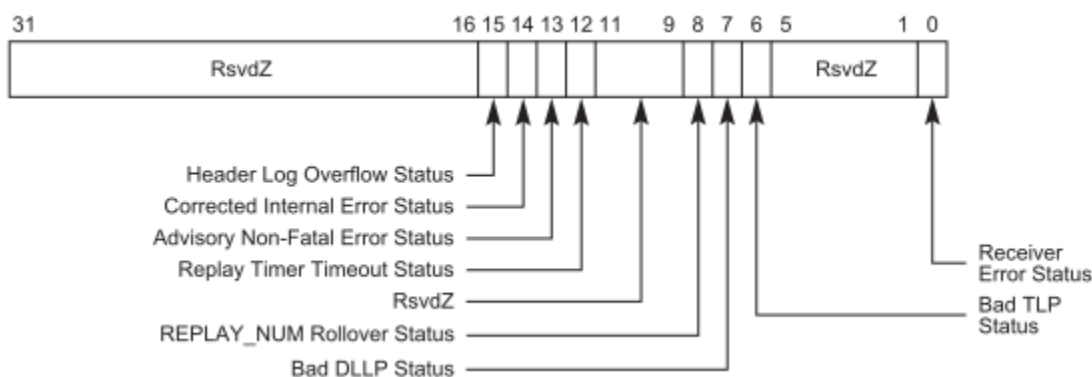 31 16 15 14 13 12 11 9 8 7 6 5 1 0
RsvdZ RsvdZ
Header Log Overflow Status
Corrected Internal Error Status
Advisory Non-Fatal Error Status
Replay Timer Timeout Status
RsvdZ
REPLAY_NUM Rollover Status
Bad DLLP Status
Receiver
Error Status
Bad TLP
Status